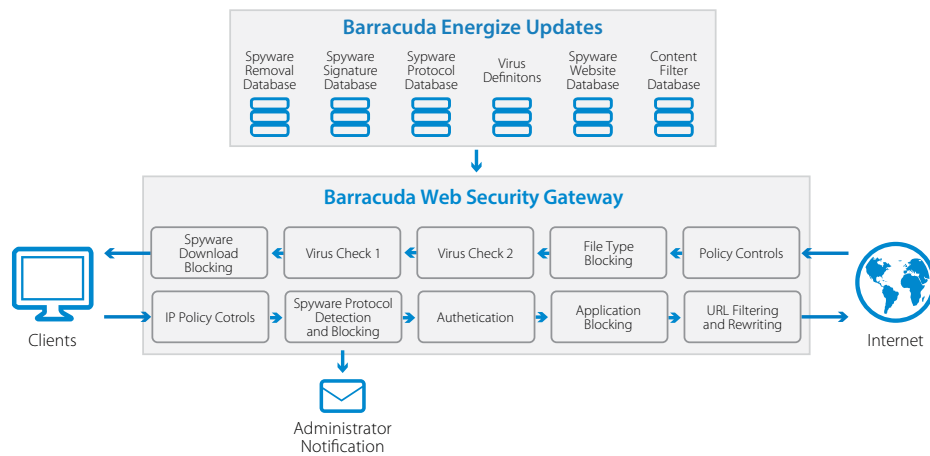 Barracuda Energize Updates
Spyware
Removal
Database
Spyware
Signature
Database
Sypware
Protocol
Database
Virus
Definitons
Spyware
Website
Database
Content
Filter
Database
Barracuda Web Security Gateway
Spyware
Download
Blocking
Virus Check 1
Virus Check 2
File Type
Blocking
Policy Controls
IP Policy Cotrols
Spyware Protocol
Detection
and Blocking
Authetication
Application
Blocking
URL Filtering
and Rewriting
Clients
Internet
Administrator
Notification